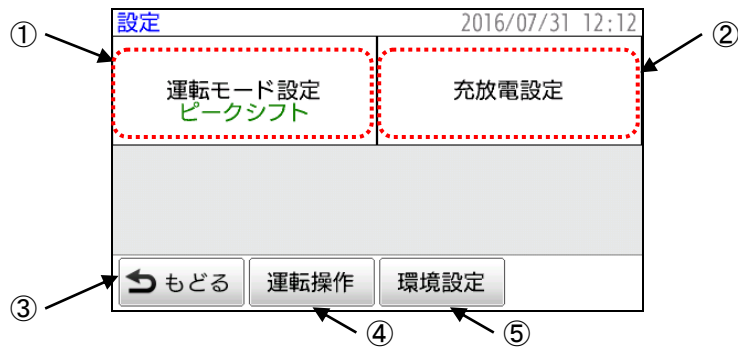 設定 2016/07/31 12:12
① ②
運転モード設定 充放電設定
ピークシフト
もどる 運転操作 環境設定
③ ④ ⑤